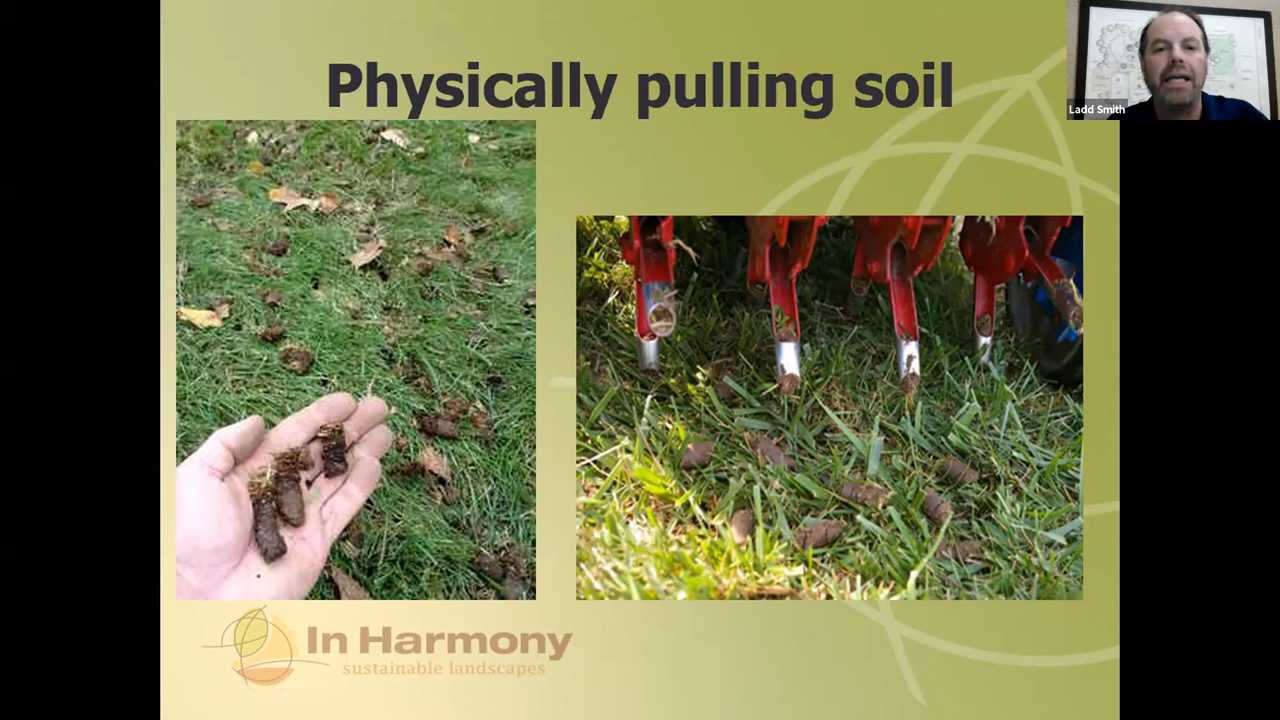 Physically pulling soil
Ladd Smith
In Harmony
sustainable landscapes